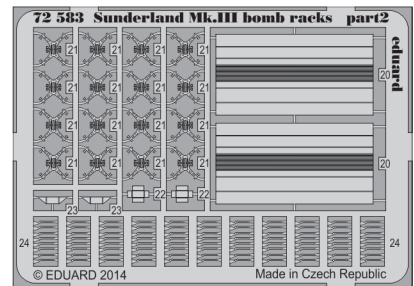 72 583 Sunderland Mk.III bomb racks part2
eduard
21 21 21 21
20
21 21 21 21
21 21 21 21
21 21 21 21
20
22 22
23 23
24 24
© EDUARD 2014 Made in Czech Republic